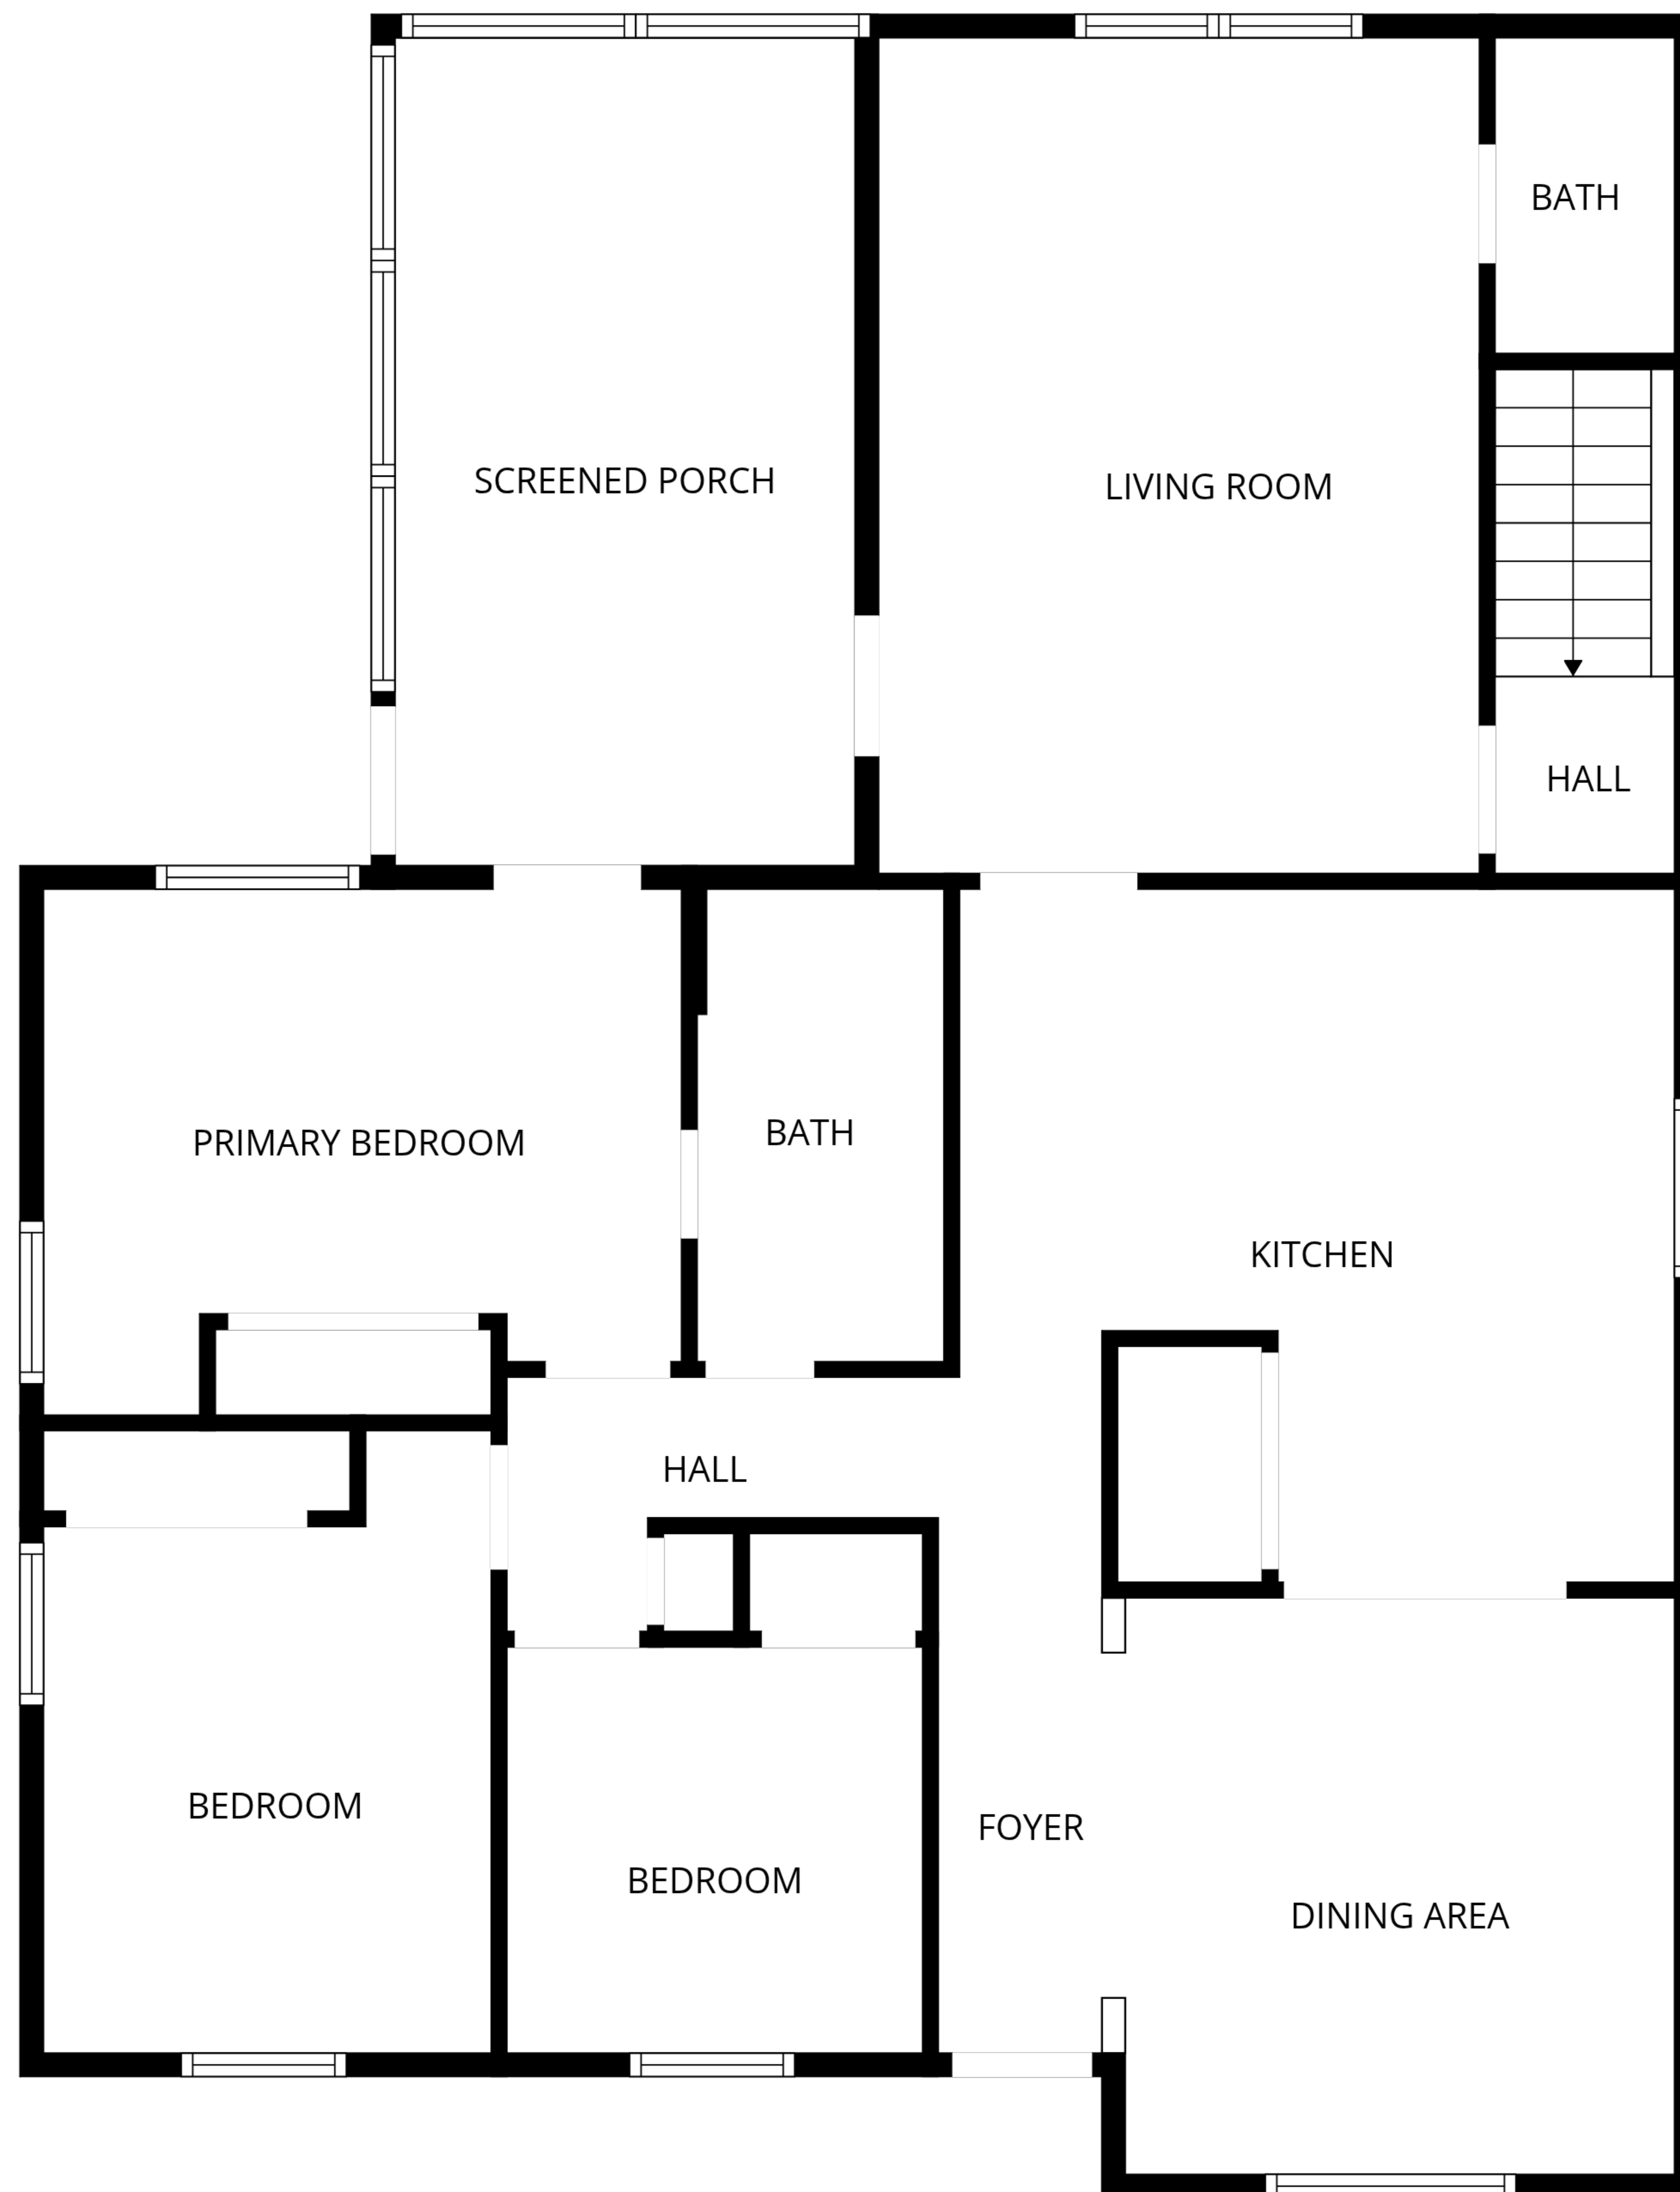 BATH
SCREENED PORCH
LIVING ROOM
HALL
PRIMARY BEDROOM
BATH
KITCHEN
HALL
BEDROOM
FOYER
BEDROOM
DINING AREA